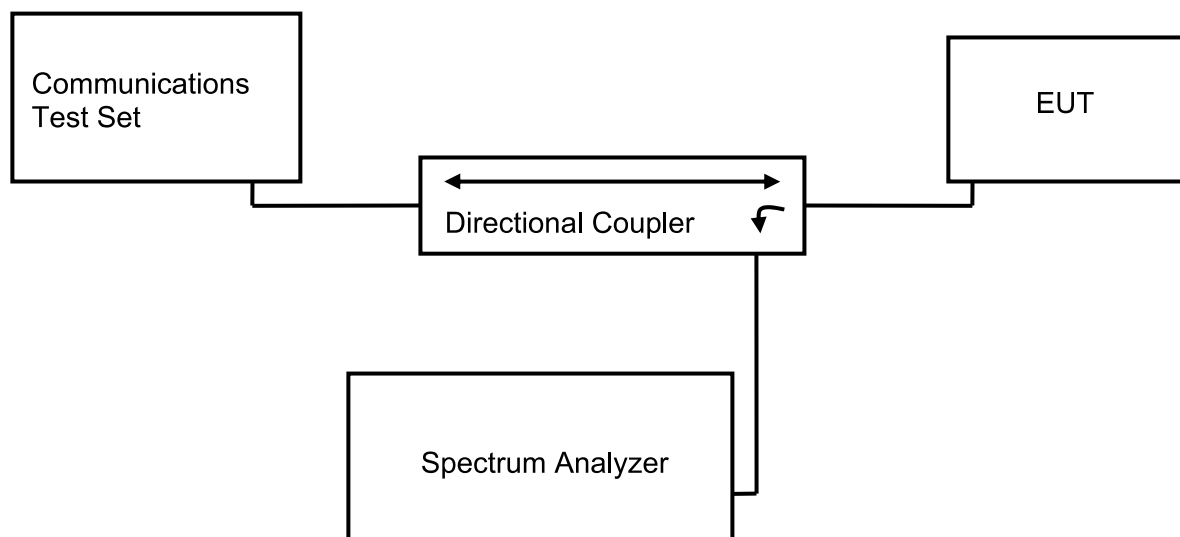 Communications
Test Set
EUT
Directional Coupler
Spectrum Analyzer